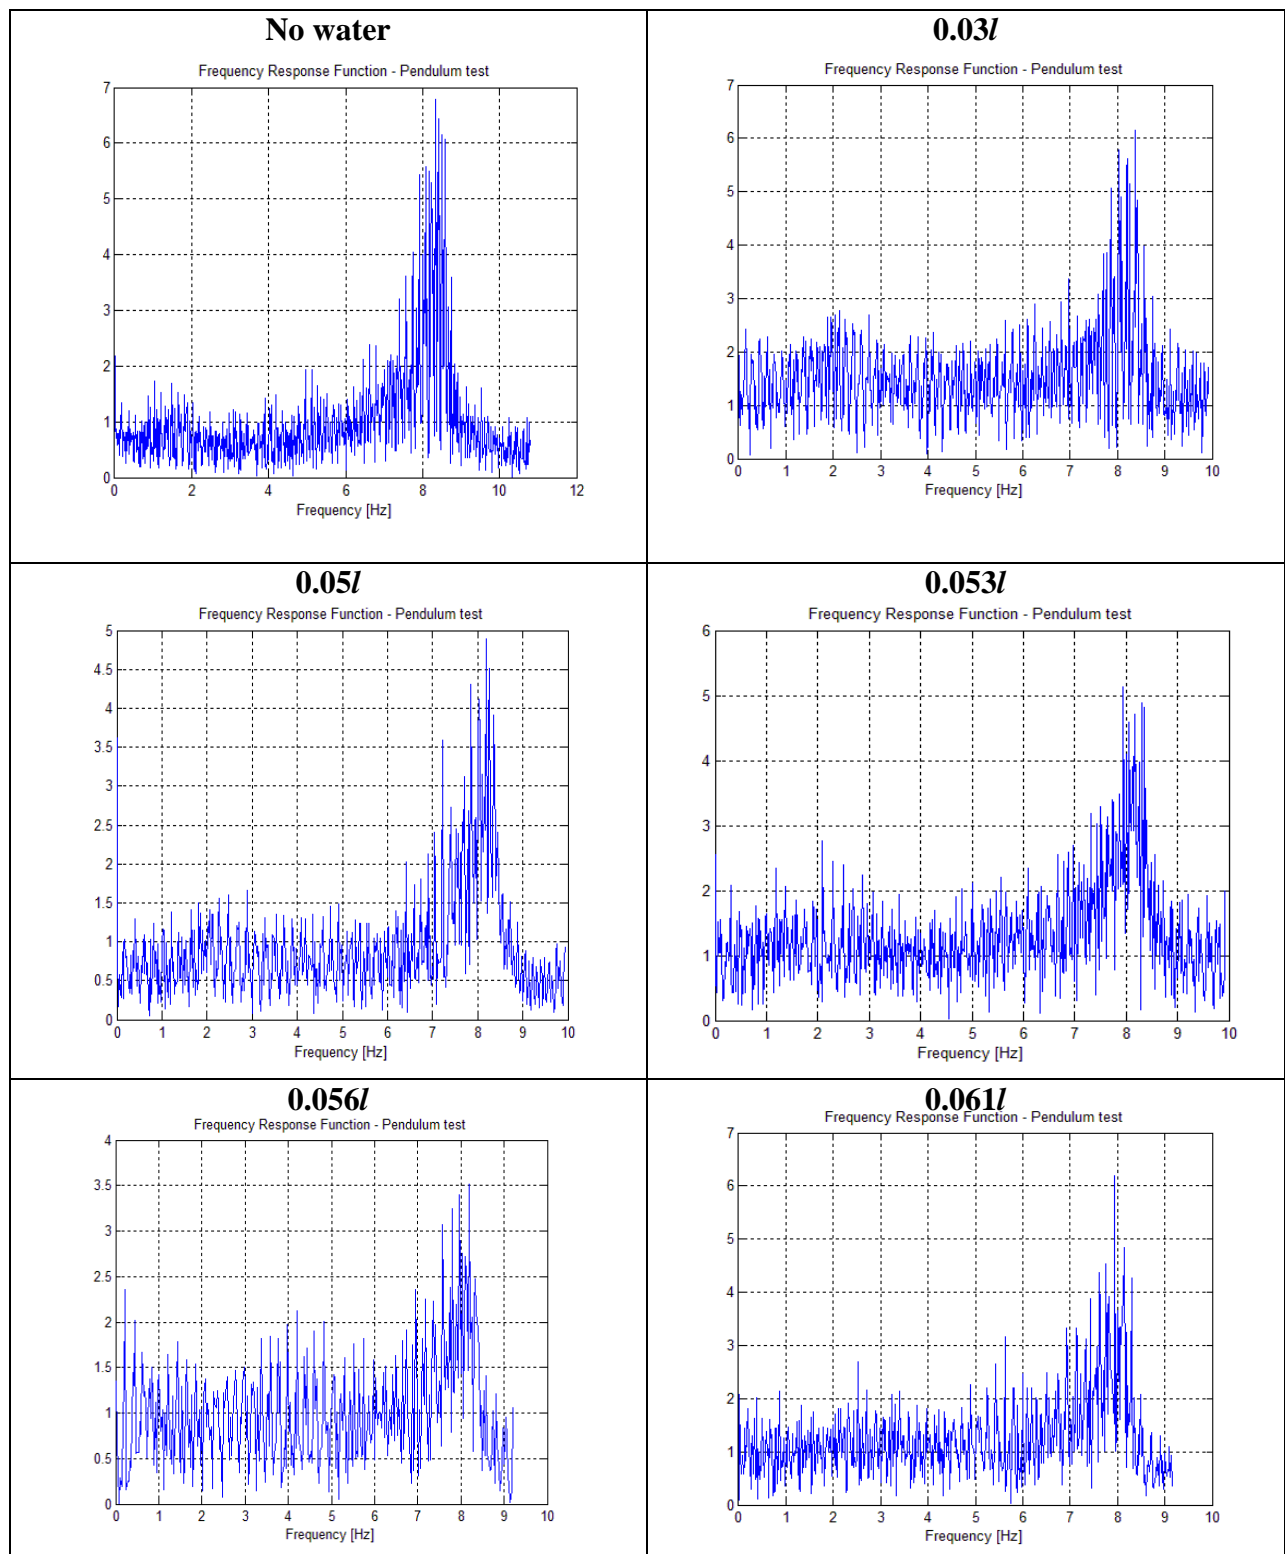 No water
Frequency Response Function - Pendulum test
7
6
5
4
3
2
1
0
0 2 4 6 8 10 12
Frequency [Hz]
0.03l
Frequency Response Function - Pendulum test
7
6
5
4
3
2
1
0
0 1 2 3 4 5 6 7 8 9 10
Frequency [Hz]
0.05l
Frequency Response Function - Pendulum test
5
4.5
4
3.5
3
2.5
2
1.5
1
0.5
0
0 1 2 3 4 5 6 7 8 9 10
Frequency [Hz]
0.053l
Frequency Response Function - Pendulum test
6
5
4
3
2
1
0
0 1 2 3 4 5 6 7 8 9 10
Frequency [Hz]
0.056l
Frequency Response Function - Pendulum test
4
3.5
3
2.5
2
1.5
1
0.5
0
0 1 2 3 4 5 6 7 8 9 10
Frequency [Hz]
0.061l
Frequency Response Function - Pendulum test
7
6
5
4
3
2
1
0
0 1 2 3 4 5 6 7 8 9 10
Frequency [Hz]